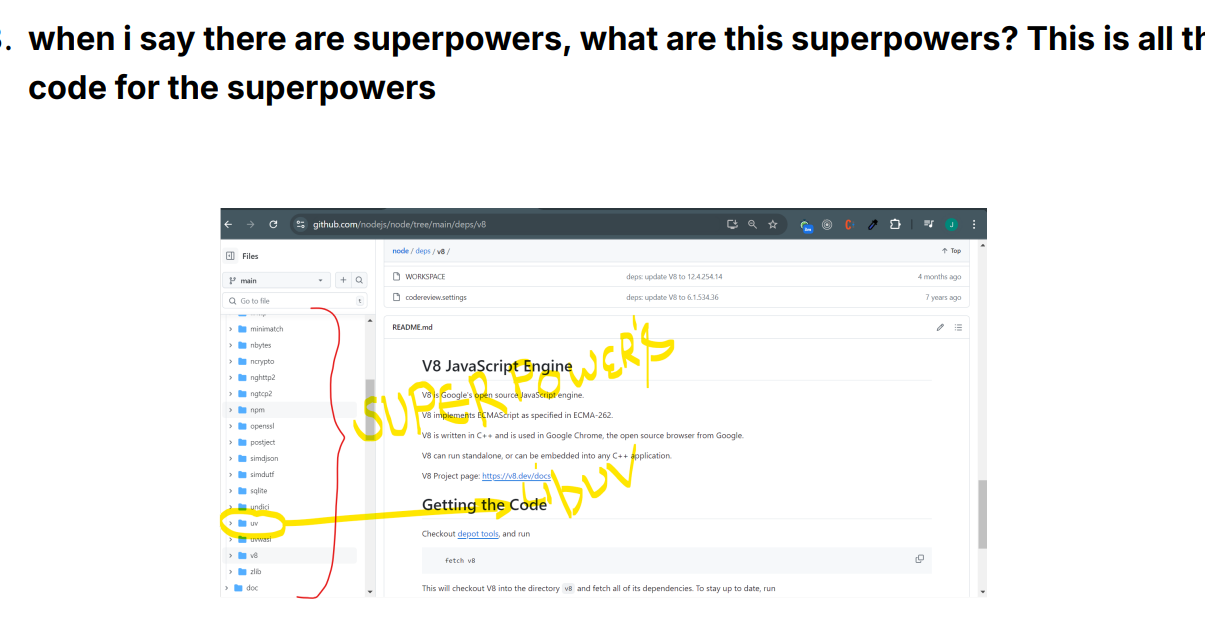 3. when i say there are superpowers, what are this superpowers? This is all th
code for the superpowers
github.com/nodejs/node/tree/main/deps/v8
Files
node / deps / v8 /
Top
main
WORKSPACE
deps: update V8 to 12.4.254.14
4 months ago
Go to file
t
codereview.settings
deps: update V8 to 6.1.534.36
7 years ago
minimatch
nbytes
ncrypto
nghttp2
ngtcp2
npm
openssl
postject
simdjson
simdutf
sqlite
undici
uv
uvwasi
v8
zlib
doc
README.md
V8 JavaScript Engine
V8 is Google's open source JavaScript engine.
V8 implements ECMAScript as specified in ECMA-262.
V8 is written in C++ and is used in Google Chrome, the open source browser from Google.
V8 can run standalone, or can be embedded into any C++ application.
V8 Project page: https://v8.dev/docs
Getting the Code
Checkout depot tools, and run
fetch v8
This will checkout V8 into the directory v8 and fetch all of its dependencies. To stay up to date, run
SUPER POWER'S
libuv